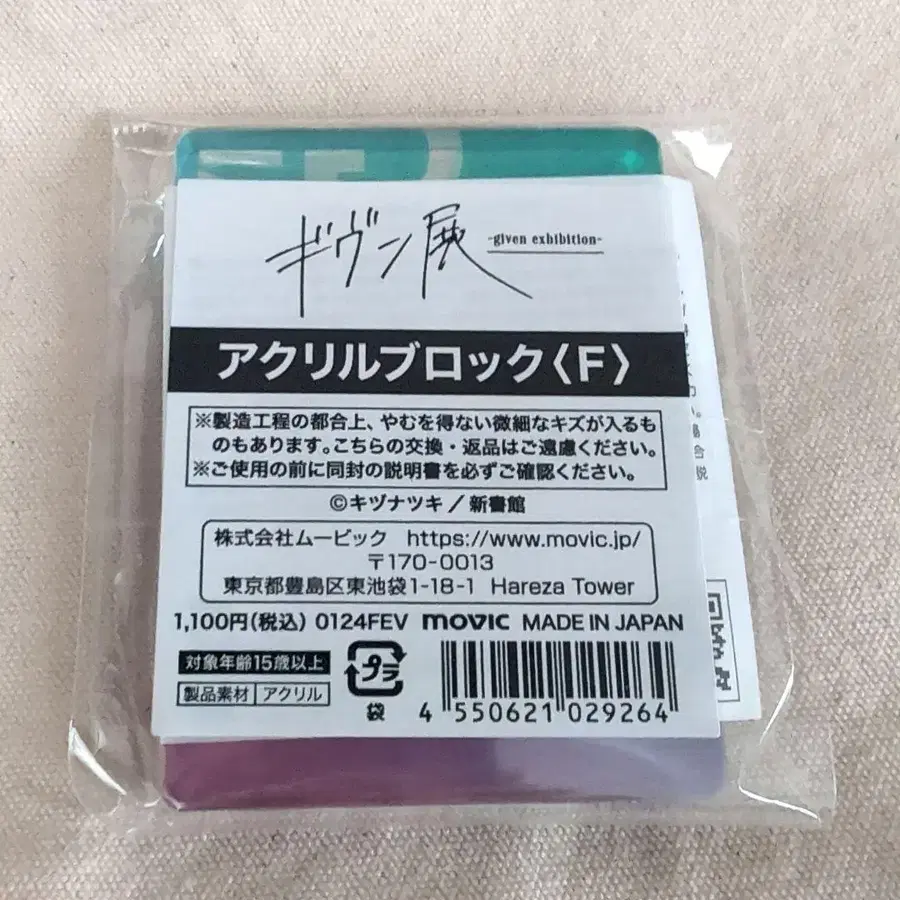 ギヴン展
-given exhibition-
アクリルブロック〈F〉
※製造工程の都合上、やむを得ない微細なキズが入るも
のもあります。こちらの交換・返品はご遠慮ください。
※ご使用の前に同封の説明書を必ずご確認ください。
©キヅナツキ／新書館
株式会社ムービック https://www.movic.jp/
〒170-0013
東京都豊島区東池袋1-18-1 Hareza Tower
1,100円(税込) 0124FEV movic MADE IN JAPAN
対象年齢15歳以上
製品素材 アクリル
プラ
袋
4 550621 029264